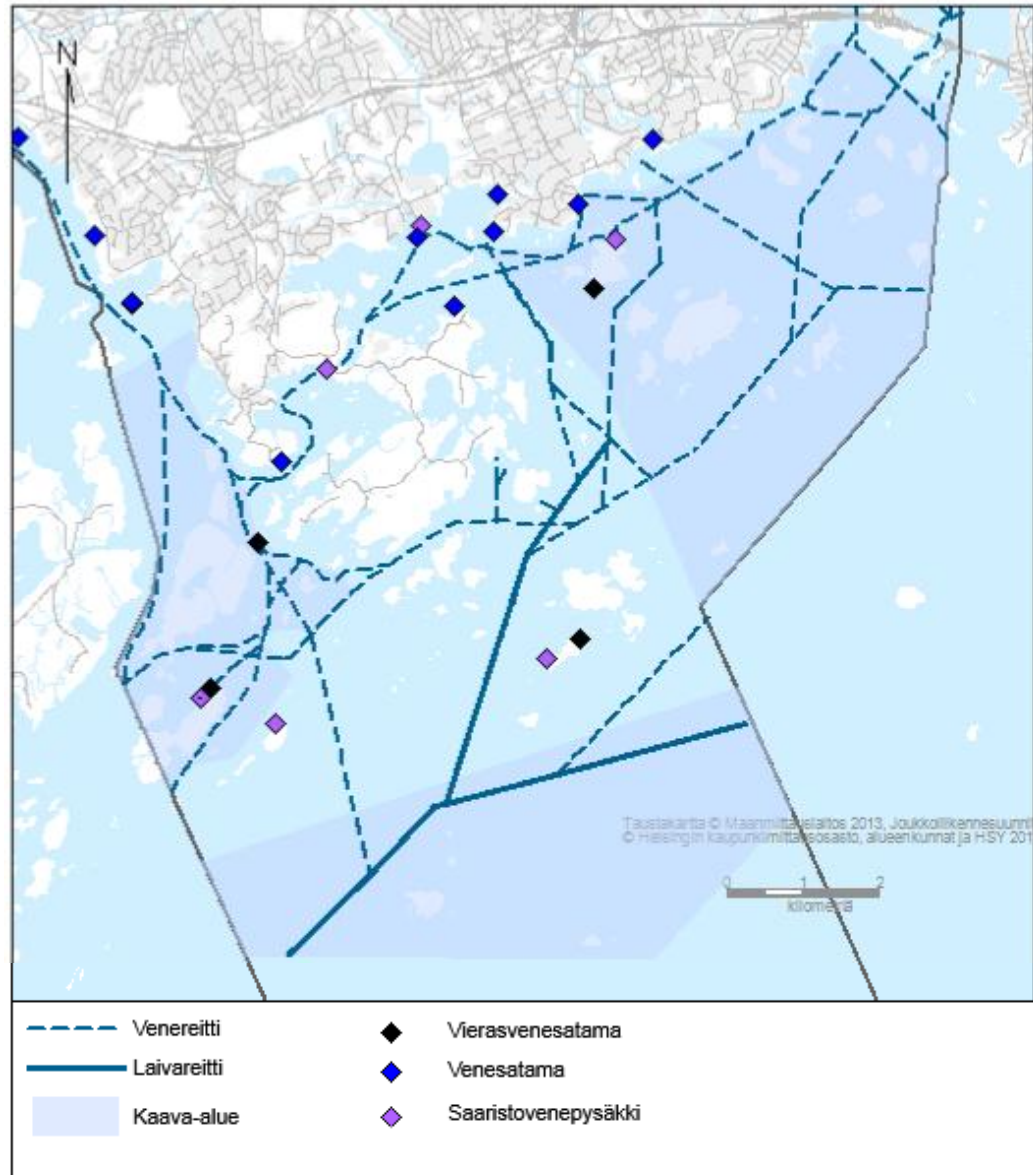 N
Taustakartta © Maanmittauslaitos 2013, Joukkoliikennesuunni
© Helsingin kaupunkimittausosasto, alueen kunnat ja HSY 201
0 1 2
kilometriä
Venereitti
Vierasvenesatama
Laivareitti
Venesatama
Kaava-alue
Saaristovenepysäkki